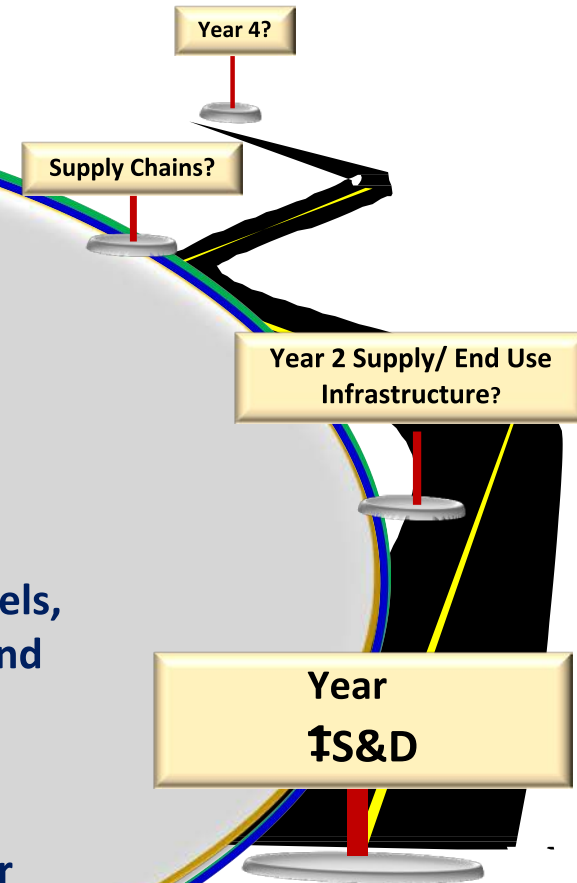 Year 4?
Supply Chains?
Year 2 Supply/ End Use
Infrastructure?
els,
nd
Year
S&D
r